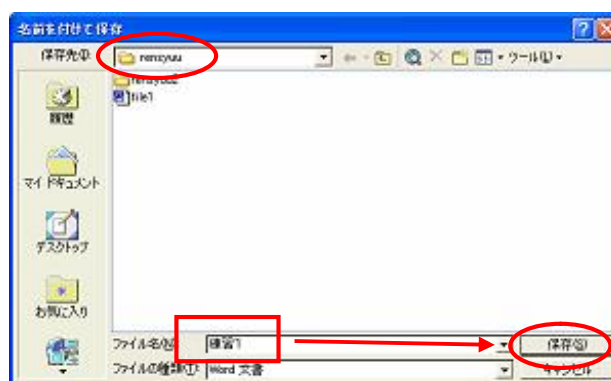 名前を付けて保存
保存先(I): renzyuu ツール(L)
renzyuu2
file1
履歴
マイ ドキュメント
デスクトップ
お気に入り
ファイル名(N): 練習1 保存(S)
ファイルの種類(T): Word 文書 キャンセル